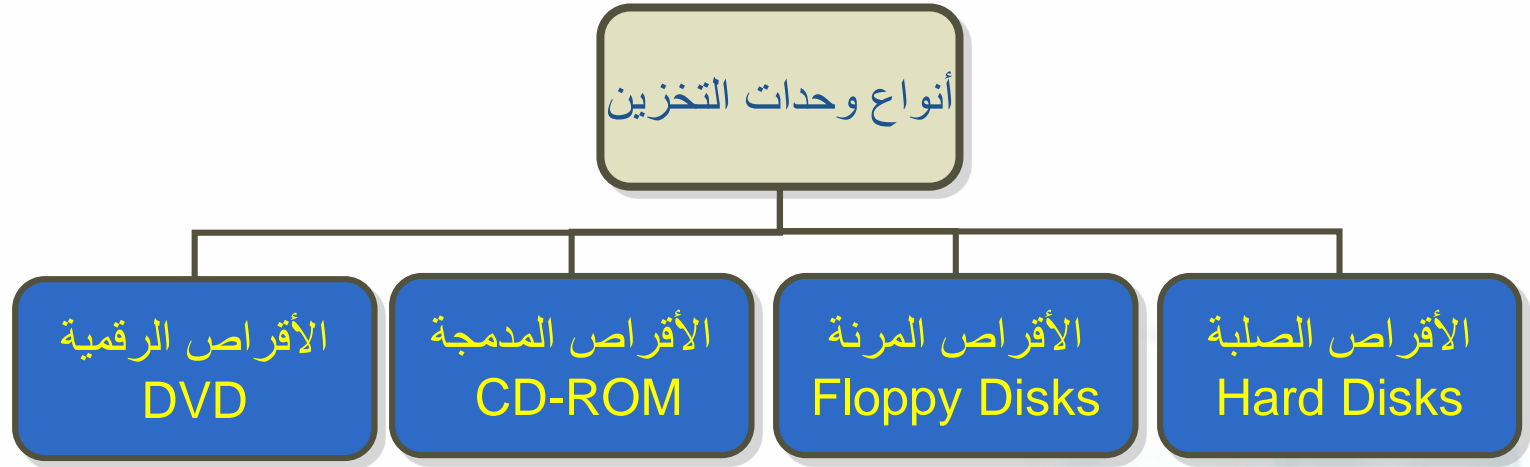 أنواع وحدات التخزين
الأقراص الصلبة
Hard Disks
الأقراص المرنة
Floppy Disks
الأقراص المدمجة
CD-ROM
الأقراص الرقمية
DVD